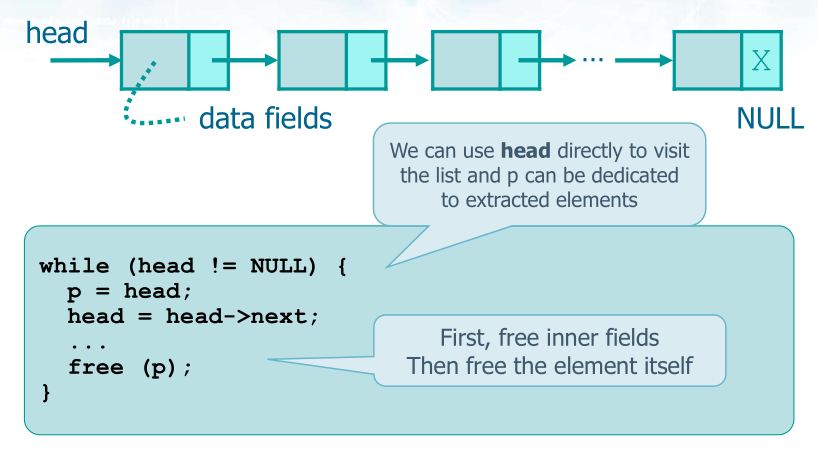 head
...
X
data fields
NULL
We can use head directly to visit
the list and p can be dedicated
to extracted elements
while (head != NULL) {
p = head;
head = head->next;
...
free (p);
}
First, free inner fields
Then free the element itself